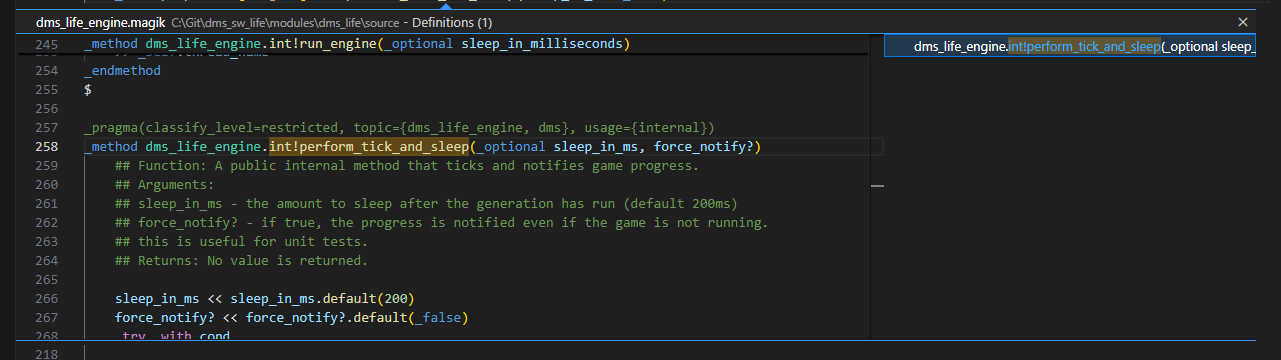 dms_life_engine.magik C:\Git\dms_sw_life\modules\dms_life\source - Definitions (1)
245 _method dms_life_engine.int!run_engine(_optional sleep_in_milliseconds)
dms_life_engine.int!perform_tick_and_sleep(_optional sleep_
254 _endmethod
255 $
256
257 _pragma(classify_level=restricted, topic={dms_life_engine, dms}, usage={internal})
258 _method dms_life_engine.int!perform_tick_and_sleep(_optional sleep_in_ms, force_notify?)
259 ## Function: A public internal method that ticks and notifies game progress.
260 ## Arguments:
261 ## sleep_in_ms - the amount to sleep after the generation has run (default 200ms)
262 ## force_notify? - if true, the progress is notified even if the game is not running.
263 ## this is useful for unit tests.
264 ## Returns: No value is returned.
265
266 sleep_in_ms << sleep_in_ms.default(200)
267 force_notify? << force_notify?.default(_false)
268 _try _with cond
218